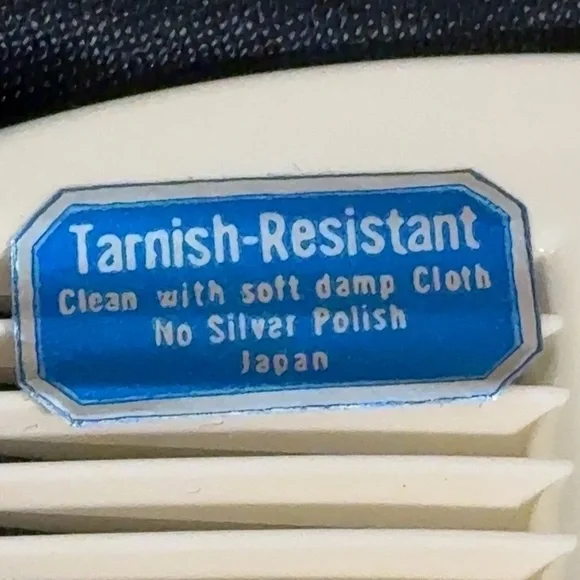 Tarnish-Resistant
Clean with soft damp Cloth
No Silver Polish
Japan